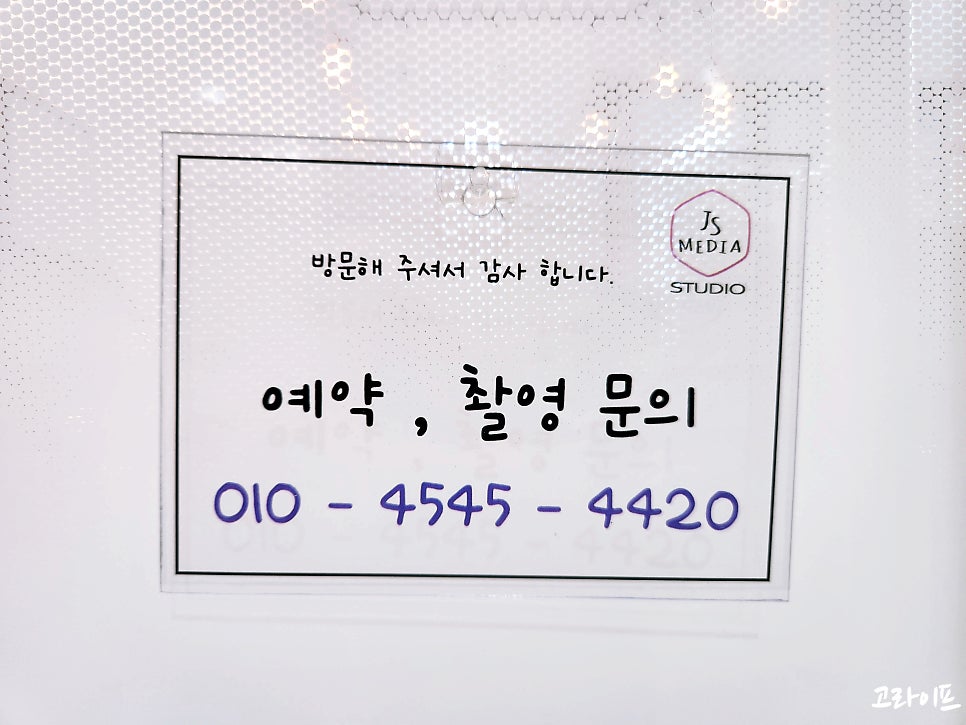 JS
MEDIA
STUDIO
방문해 주셔서 감사 합니다.
예약 , 촬영 문의
010 - 4545 - 4420
고라이프